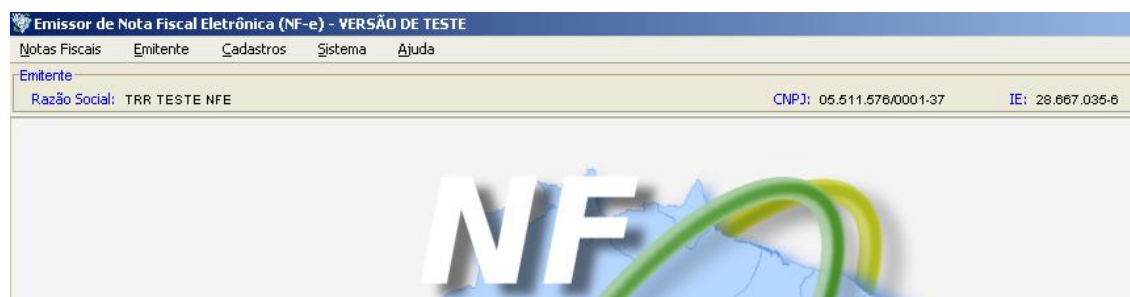 Emissor de Nota Fiscal Eletrônica (NF-e) - VERSÃO DE TESTE
Notas Fiscais Emitente Cadastros Sistema Ajuda
Emitente
Razão Social: TRR TESTE NFE CNPJ: 05.511.576/0001-37 IE: 28.667.035-6
NF